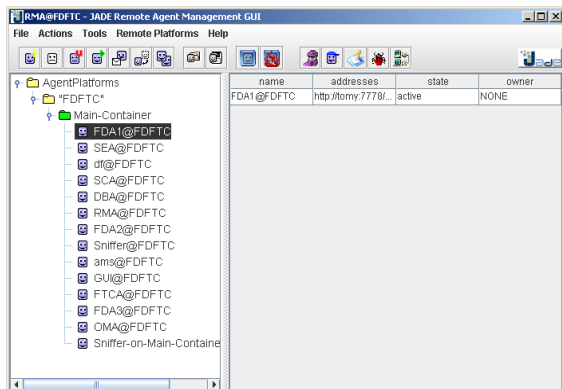 RMA@FDFTC - JADE Remote Agent Management GUI
File Actions Tools Remote Platforms Help
Jade
AgentPlatforms
"FDFTC"
Main-Container
FDA1@FDFTC
SEA@FDFTC
df@FDFTC
SCA@FDFTC
DBA@FDFTC
RMA@FDFTC
FDA2@FDFTC
Sniffer@FDFTC
ams@FDFTC
GUI@FDFTC
FTCA@FDFTC
FDA3@FDFTC
OMA@FDFTC
Sniffer-on-Main-Containe
name addresses state owner
FDA1@FDFTC http://tomy:7778/... active NONE